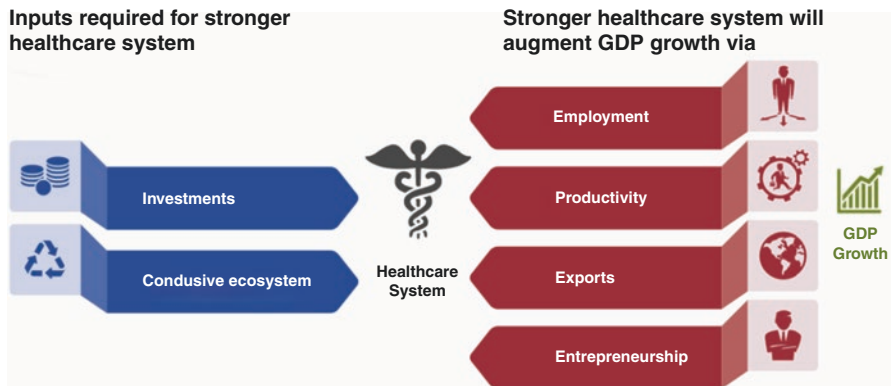 Inputs required for stronger
healthcare system
Investments
Condusive ecosystem
Healthcare
System
Stronger healthcare system will
augment GDP growth via
Employment
Productivity
Exports
Entrepreneurship
GDP
Growth